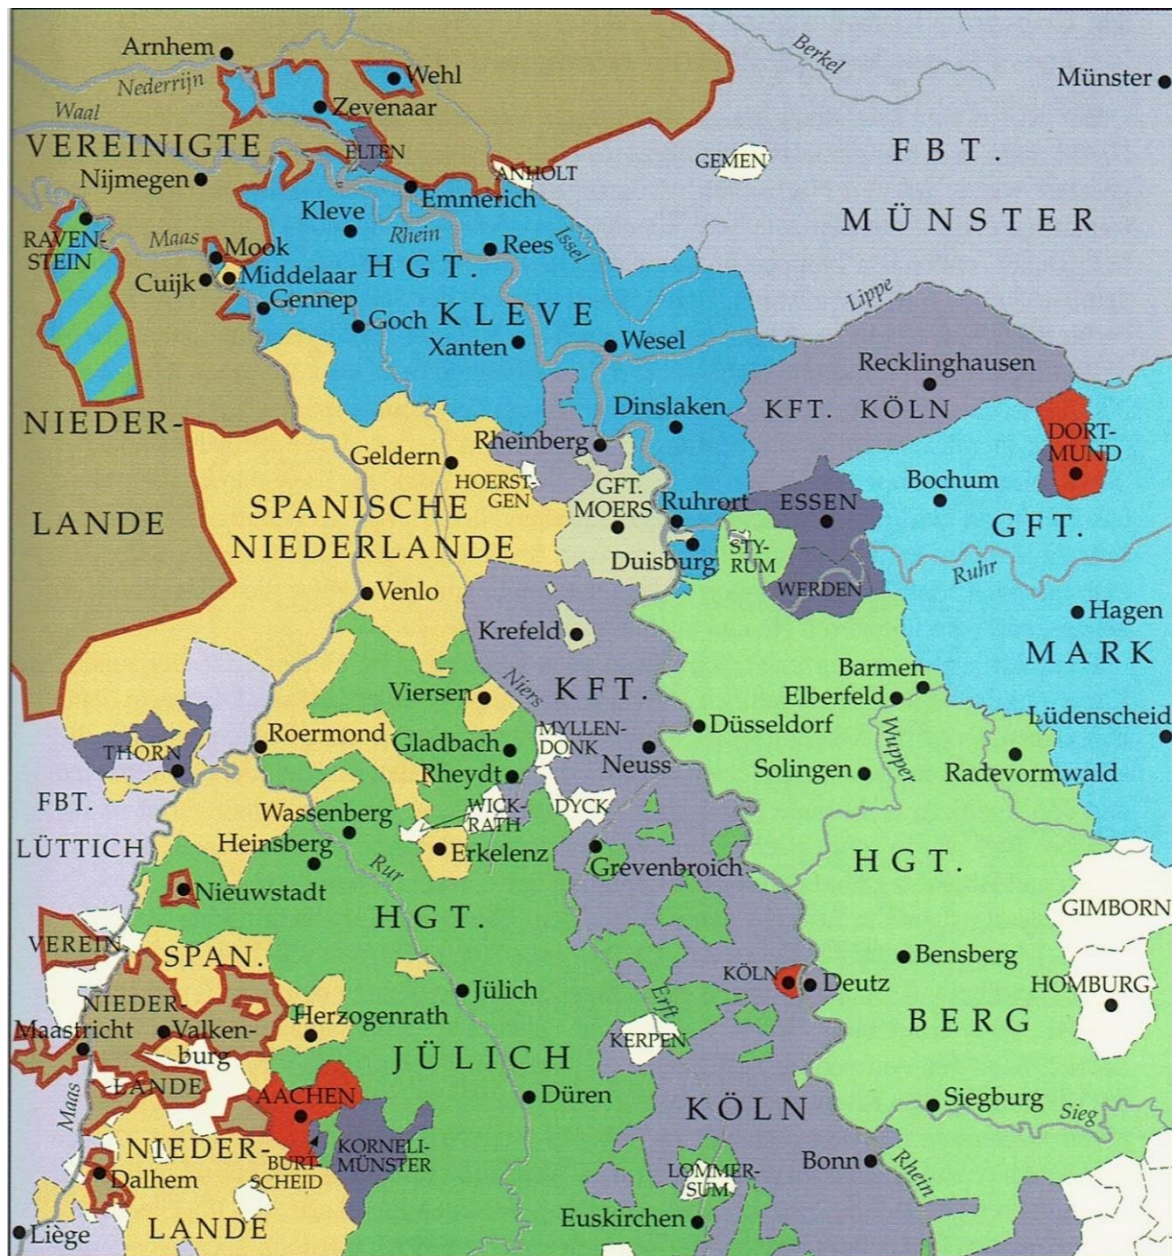 Arnhem
Nederrijn
Wehl
Berkel
Münster
Zevenaar
Waal
VEREINIGTE
ELTEN
ANHOLT
GEMEN
FBT.
MÜNSTER
Nijmegen
Emmerich
Kleve
Rhein
Rees
Issel
RAVEN-
STEIN
Maas
Mook
Cuijk
Middelaar
Gennep
HGT.
KLEVE
Goch
Xanten
Wesel
Lippe
Recklinghausen
KFT. KÖLN
Dinslaken
NIEDER-
LANDE
Geldern
Rheinberg
HOERST-
GEN
GFT.
MOERS
Ruhrort
Duisburg
STY-
RUM
ESSEN
WERDEN
Bochum
DORT-
MUND
GFT.
MARK
Ruhr
Hagen
SPANISCHE
NIEDERLANDE
Venlo
Krefeld
KFT.
Niers
Viersen
Barmen
Elberfeld
Lüdenscheid
Düsseldorf
Wupper
Solingen
Radevormwald
THORN
Roermond
Gladbach
Rheydt
MYLLEN-
DONK
Neuss
FBT.
LÜTTICH
Wassenberg
WICK-
RATH
DYCK
Heinsberg
Rur
Erkelenz
Grevenbroich
HGT.
Nieuwstadt
HGT.
GIMBORN
VEREIN.
SPAN.
Bensberg
KÖLN
Deutz
HOMBURG
NIEDER-
Jülich
Erft
Maastricht
Valken-
burg
Herzogenrath
KERPEN
BERG
JÜLICH
LANDE
AACHEN
Düren
KÖLN
Siegburg
Sieg
Maas
NIEDER-
BURT-
SCHEID
KORNELI-
MÜNSTER
Dalhem
LOMMER-
SUM
Bonn
Rhein
LANDE
Liège
Euskirchen